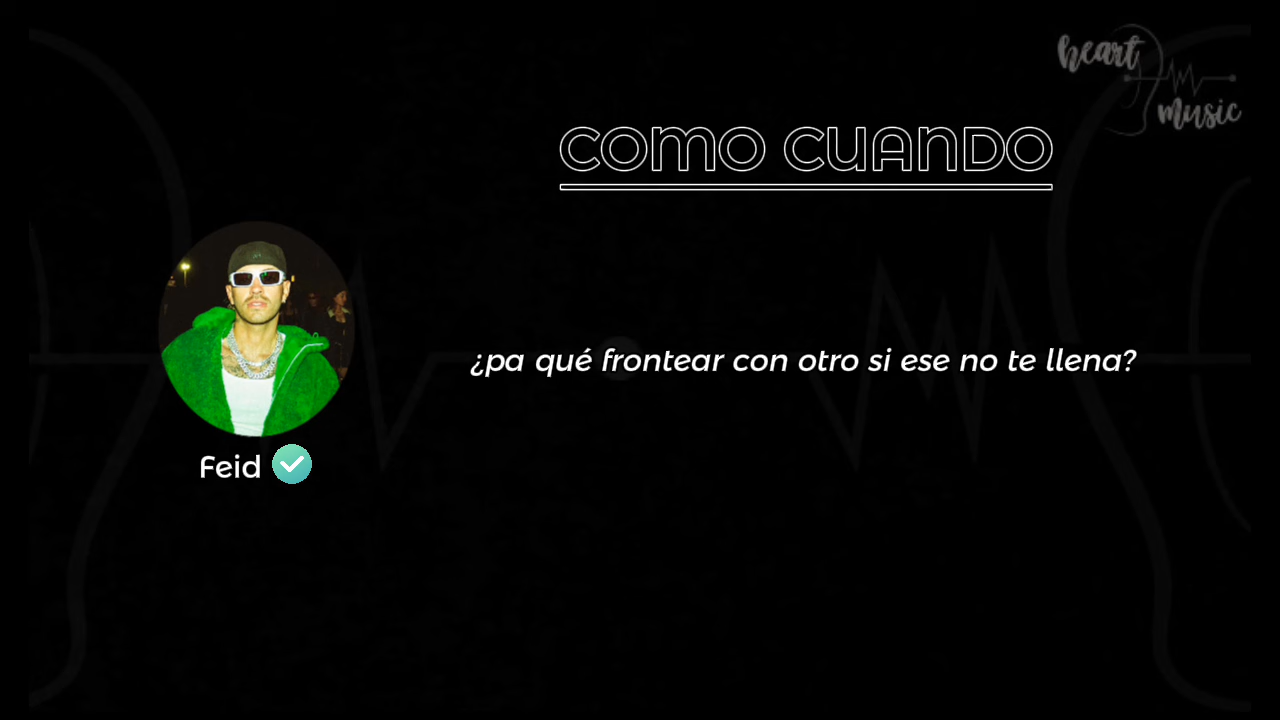 heart
music
COMO CUANDO
¿pa qué frontear con otro si ese no te llena?
Feid